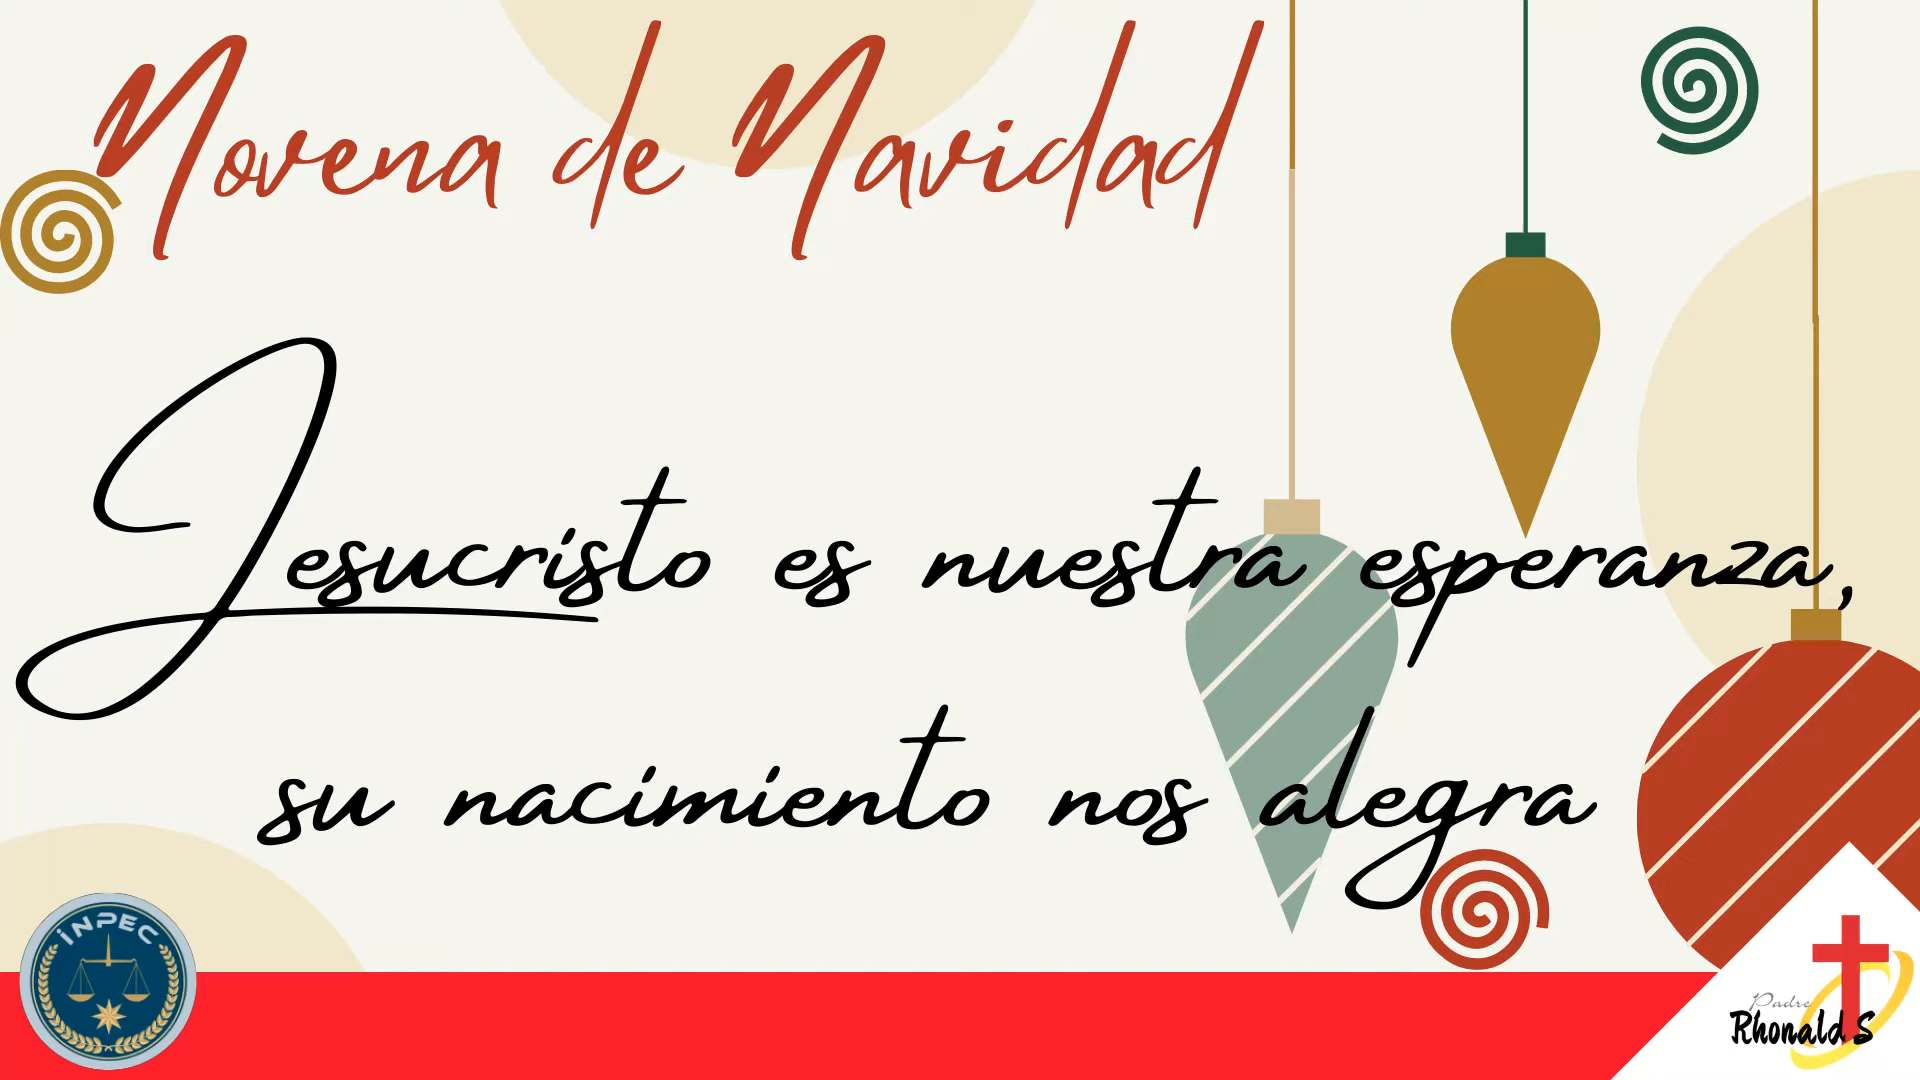 Novena de Navidad
Jesucristo es nuestra esperanza,
su nacimiento nos alegra
INPEC
Padre
Rhonald S